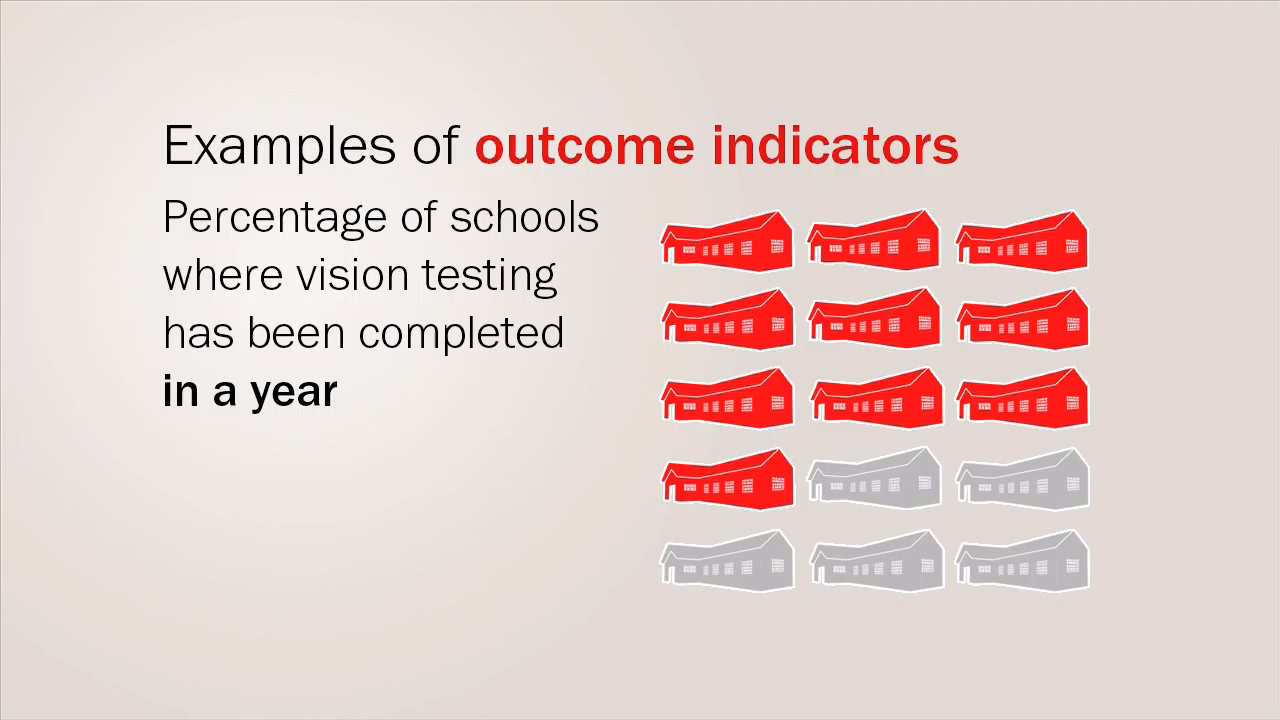 Examples of outcome indicators
Percentage of schools
where vision testing
has been completed
in a year